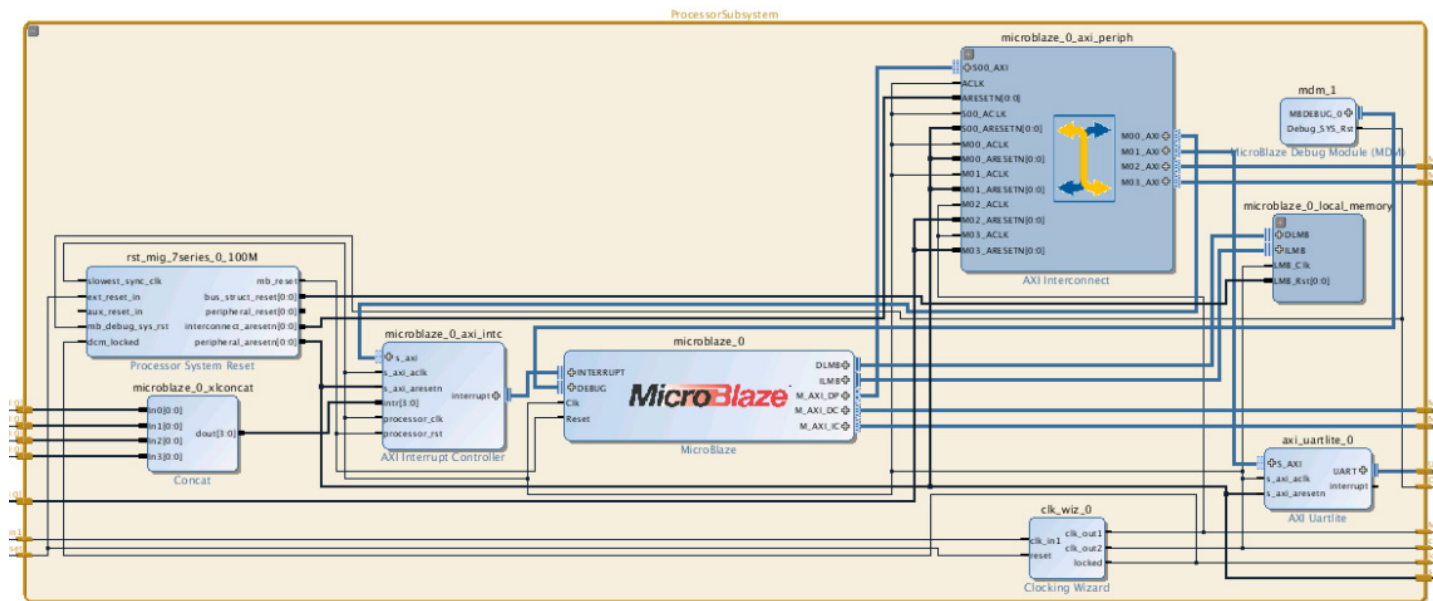 ProcessorSubsystem
microblaze_0_axi_periph
S00_AXI
ACLK
ARESETN[0:0]
S00_ACLK
S00_ARESETN[0:0]
M00_ACLK
M00_ARESETN[0:0]
M01_ACLK
M01_ARESETN[0:0]
M02_ACLK
M02_ARESETN[0:0]
M03_ACLK
M03_ARESETN[0:0]
M00_AXI
M01_AXI
M02_AXI
M03_AXI
AXI Interconnect
mdm_1
MBDEBUG_0
Debug_SYS_Rst
MicroBlaze Debug Module (MDM)
microblaze_0_local_memory
DLMB
ILMB
LMB_Clk
LMB_Rst[0:0]
rst_mig_7series_0_100M
slowest_sync_clk
ext_reset_in
aux_reset_in
mb_debug_sys_rst
dcm_locked
mb_reset
bus_struct_reset[0:0]
peripheral_reset[0:0]
interconnect_aresetn[0:0]
peripheral_aresetn[0:0]
Processor System Reset
microblaze_0_xlconcat
In0[0:0]
In1[0:0]
In2[0:0]
In3[0:0]
dout[3:0]
Concat
microblaze_0_axi_intc
s_axi
s_axi_aclk
s_axi_aresetn
intr[3:0]
processor_clk
processor_rst
interrupt
AXI Interrupt Controller
microblaze_0
INTERRUPT
DEBUG
Clk
Reset
MicroBlaze
DLMB
ILMB
M_AXI_DP
M_AXI_DC
M_AXI_IC
MicroBlaze
axi_uartlite_0
S_AXI
s_axi_aclk
s_axi_aresetn
UART
interrupt
AXI Uartlite
clk_wiz_0
clk_in1
reset
clk_out1
clk_out2
locked
Clocking Wizard